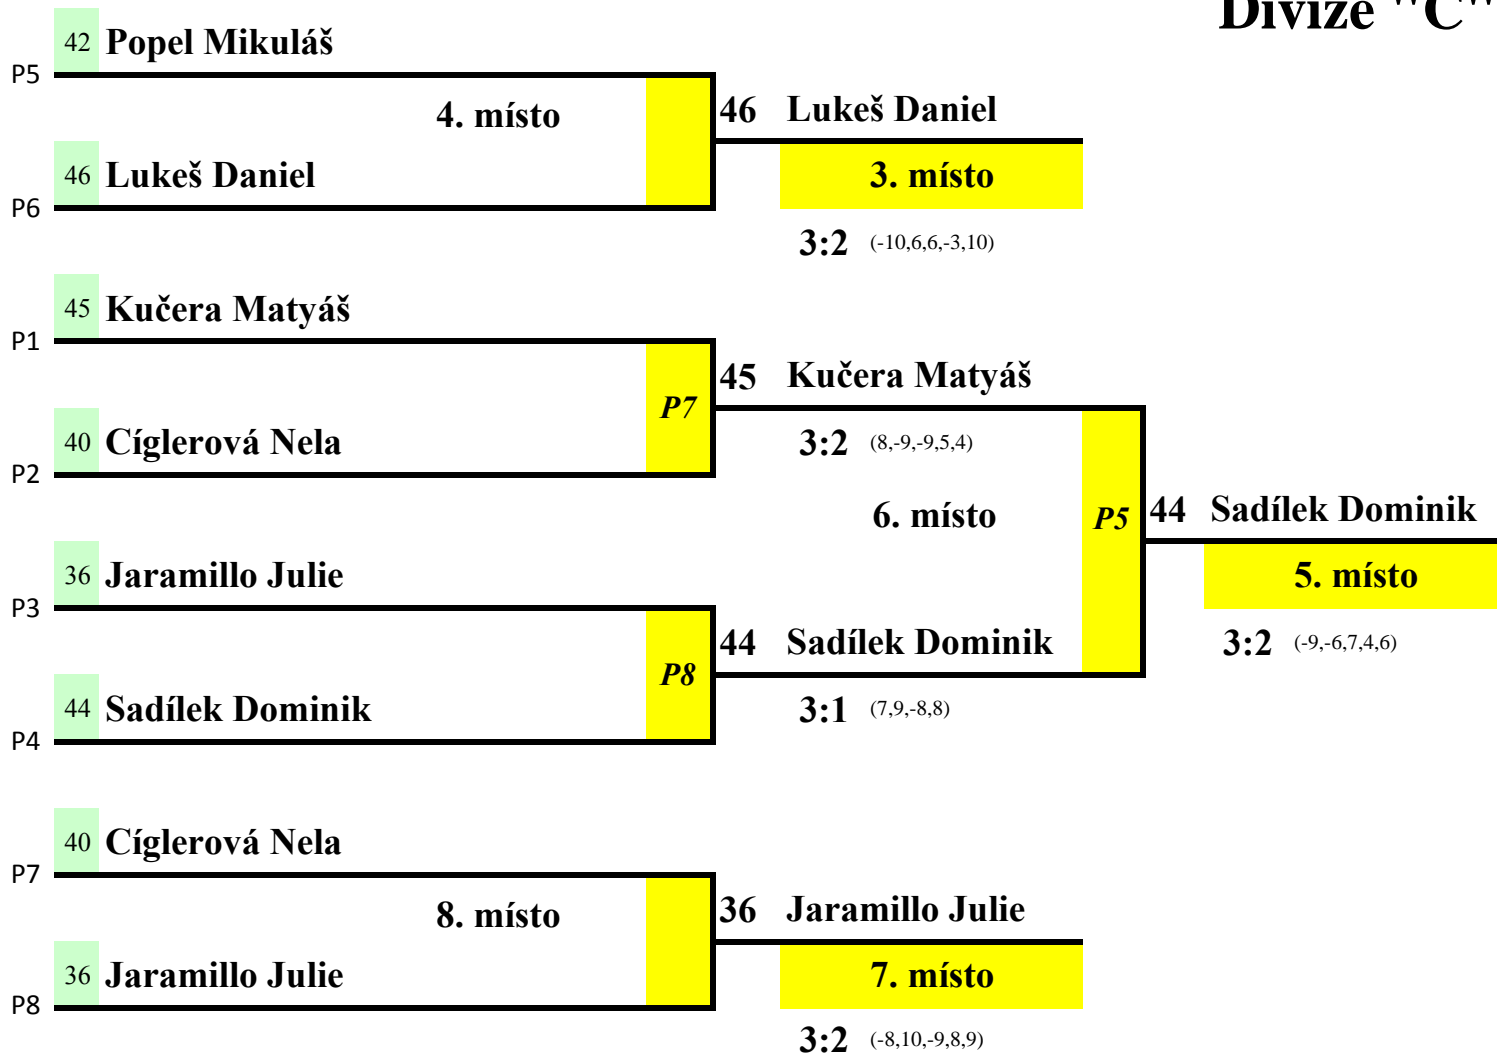 Divize "C"
42 Popel Mikuláš
P5
4. místo
46 Lukeš Daniel
46 Lukeš Daniel
P6
3. místo
3:2 (-10,6,6,-3,10)
45 Kučera Matyáš
P1
P7
45 Kučera Matyáš
40 Cíglerová Nela
P2
3:2 (8,-9,-9,5,4)
6. místo
P5
44 Sadílek Dominik
5. místo
3:2 (-9,-6,7,4,6)
36 Jaramillo Julie
P3
P8
44 Sadílek Dominik
44 Sadílek Dominik
P4
3:1 (7,9,-8,8)
40 Cíglerová Nela
P7
8. místo
36 Jaramillo Julie
36 Jaramillo Julie
P8
7. místo
3:2 (-8,10,-9,8,9)